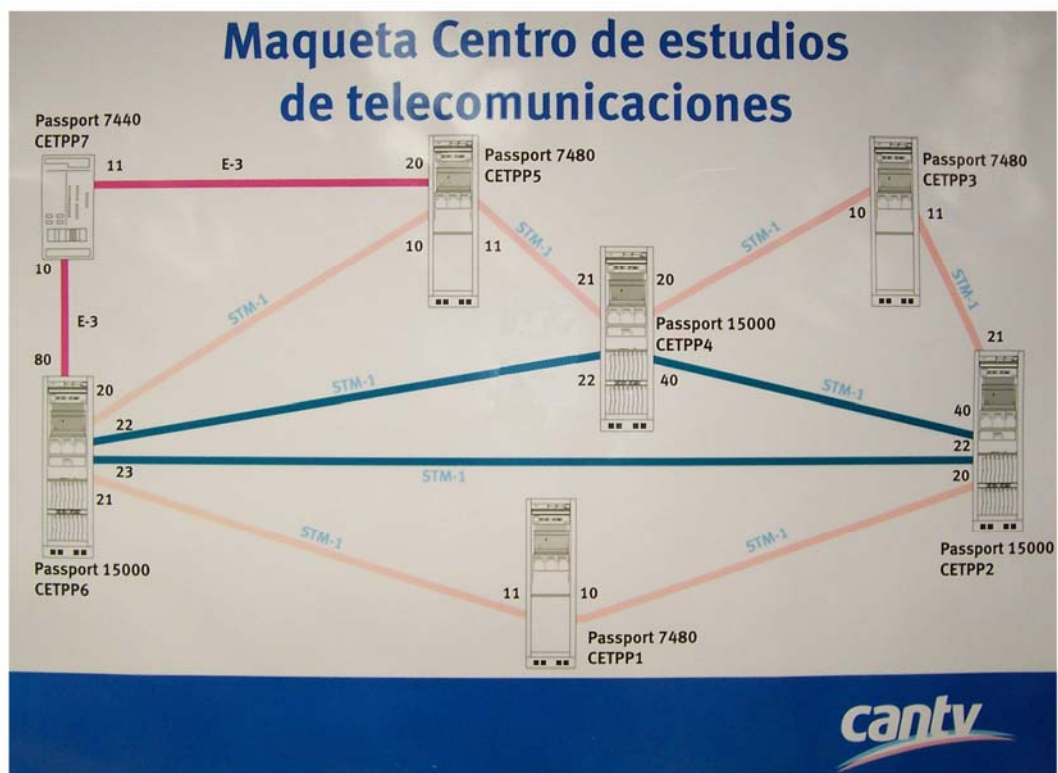 Maqueta Centro de estudios
de telecomunicaciones
Passport 7440
CETPP7
11
E-3
20
Passport 7480
CETPP5
Passport 7480
CETPP3
10
11
10
11
STM-1
STM-1
STM-1
STM-1
10
E-3
80
21
20
Passport 15000
CETPP4
21
20
22
STM-1
22
40
STM-1
40
22
23
STM-1
20
21
STM-1
STM-1
Passport 15000
CETPP6
11
10
Passport 15000
CETPP2
Passport 7480
CETPP1
cantv